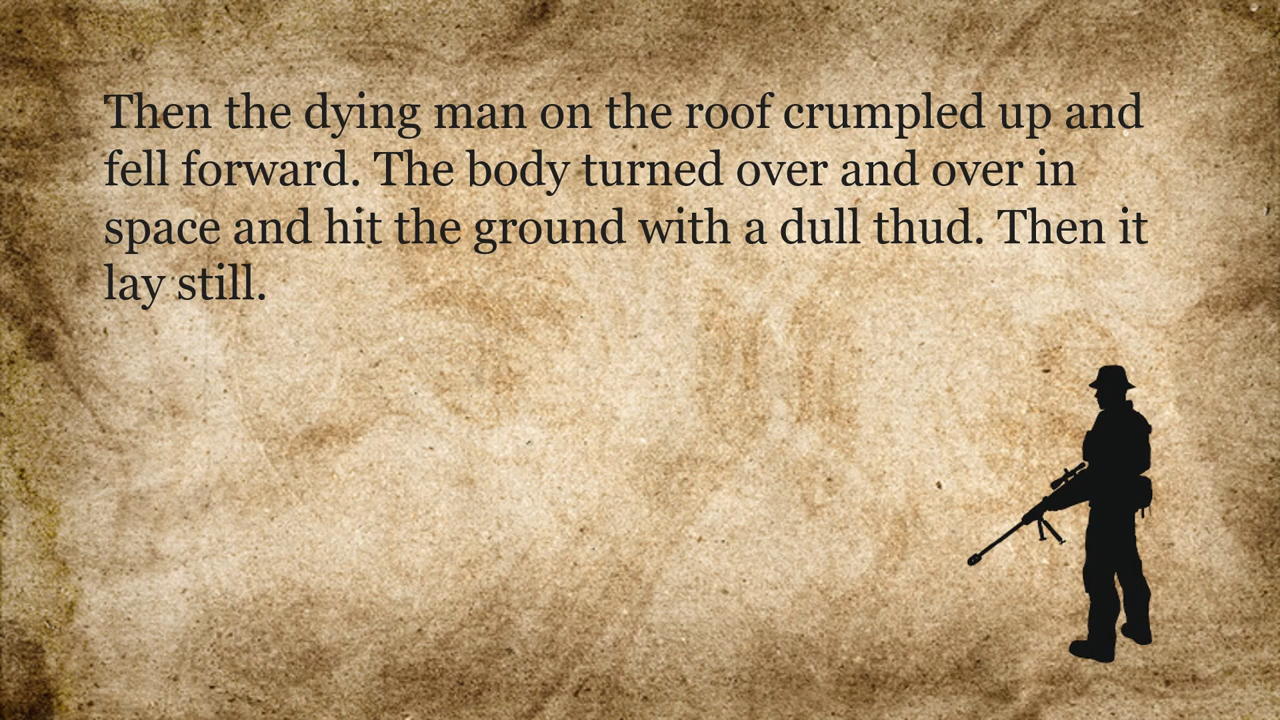 Then the dying man on the roof crumpled up and
fell forward. The body turned over and over in
space and hit the ground with a dull thud. Then it
lay still.